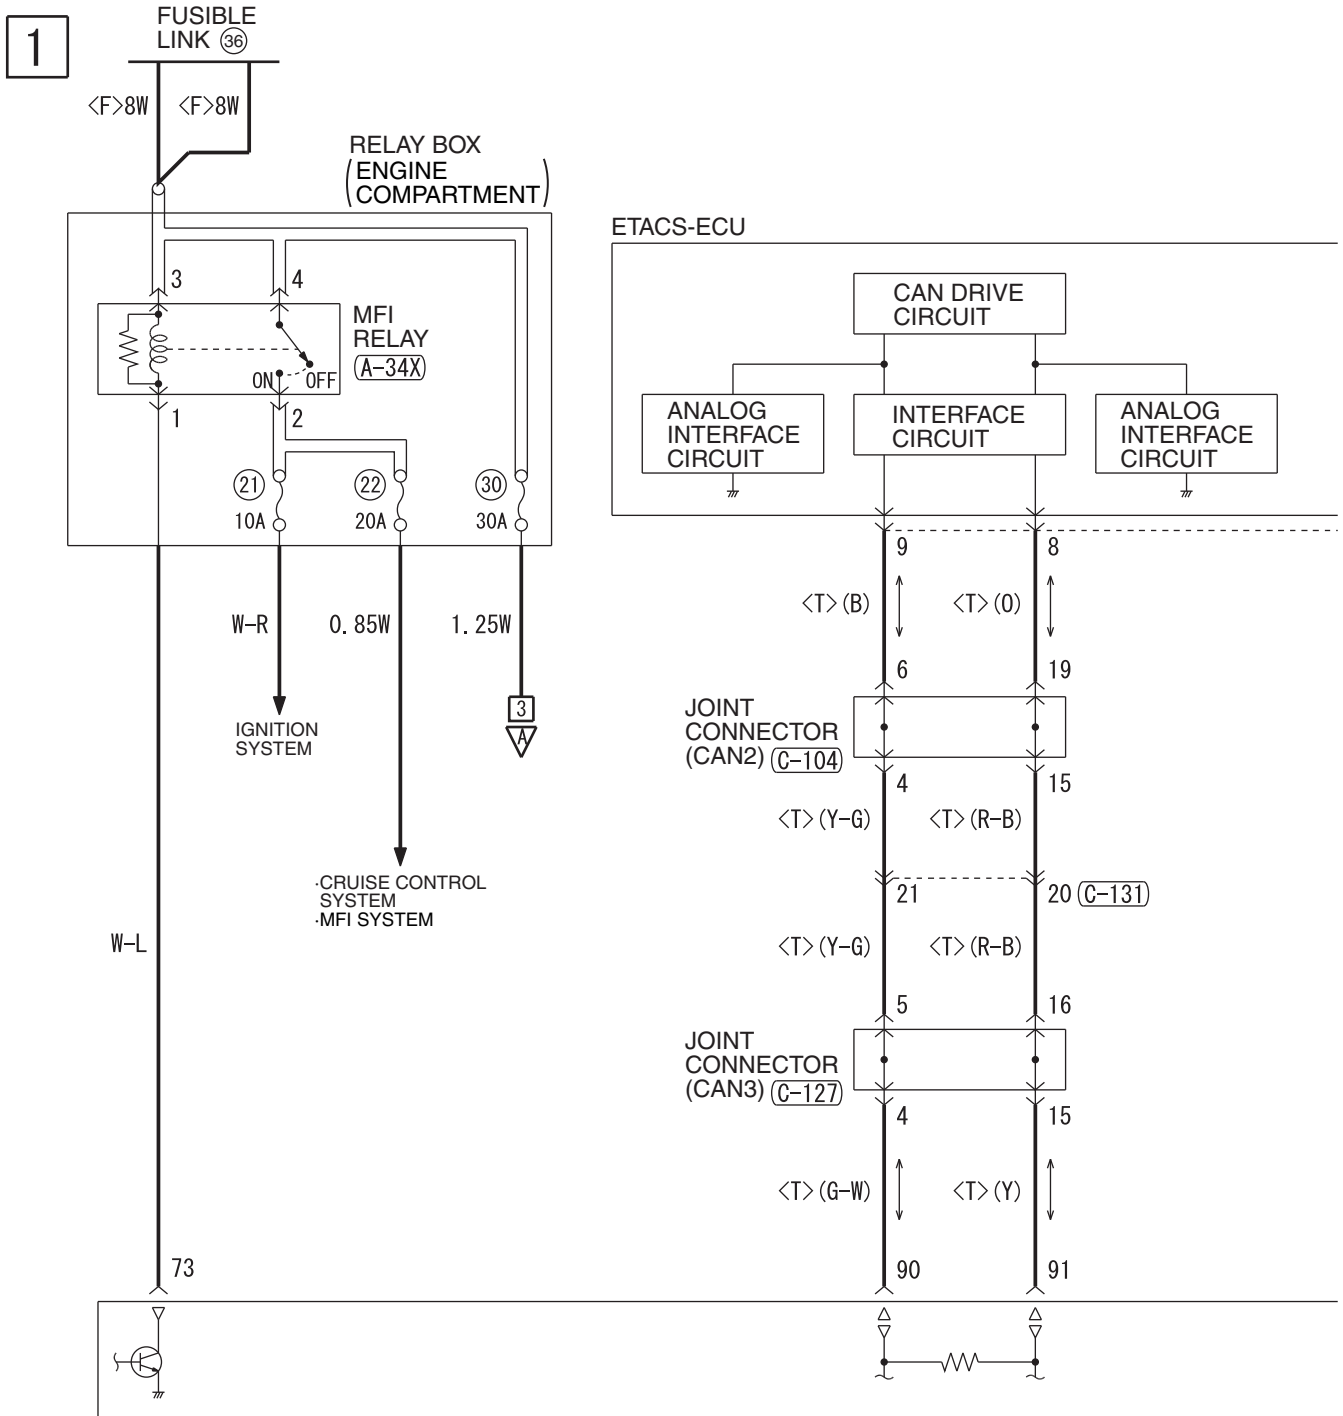 1
FUSIBLE
LINK 36
<F>8W <F>8W
RELAY BOX
(ENGINE
COMPARTMENT)
3 4
MFI
RELAY
A-34X
ON OFF
1 2
21 22 30
10A 20A 30A
W-R 0.85W 1.25W
IGNITION
SYSTEM
3
A
·CRUISE CONTROL
SYSTEM
·MFI SYSTEM
W-L
73
ETACS-ECU
CAN DRIVE
CIRCUIT
ANALOG
INTERFACE
CIRCUIT
INTERFACE
CIRCUIT
ANALOG
INTERFACE
CIRCUIT
9 8
<T>(B) <T>(O)
6 19
JOINT
CONNECTOR
(CAN2) C-104
4 15
<T>(Y-G) <T>(R-B)
21 20 C-131
<T>(Y-G) <T>(R-B)
5 16
JOINT
CONNECTOR
(CAN3) C-127
4 15
<T>(G-W) <T>(Y)
90 91